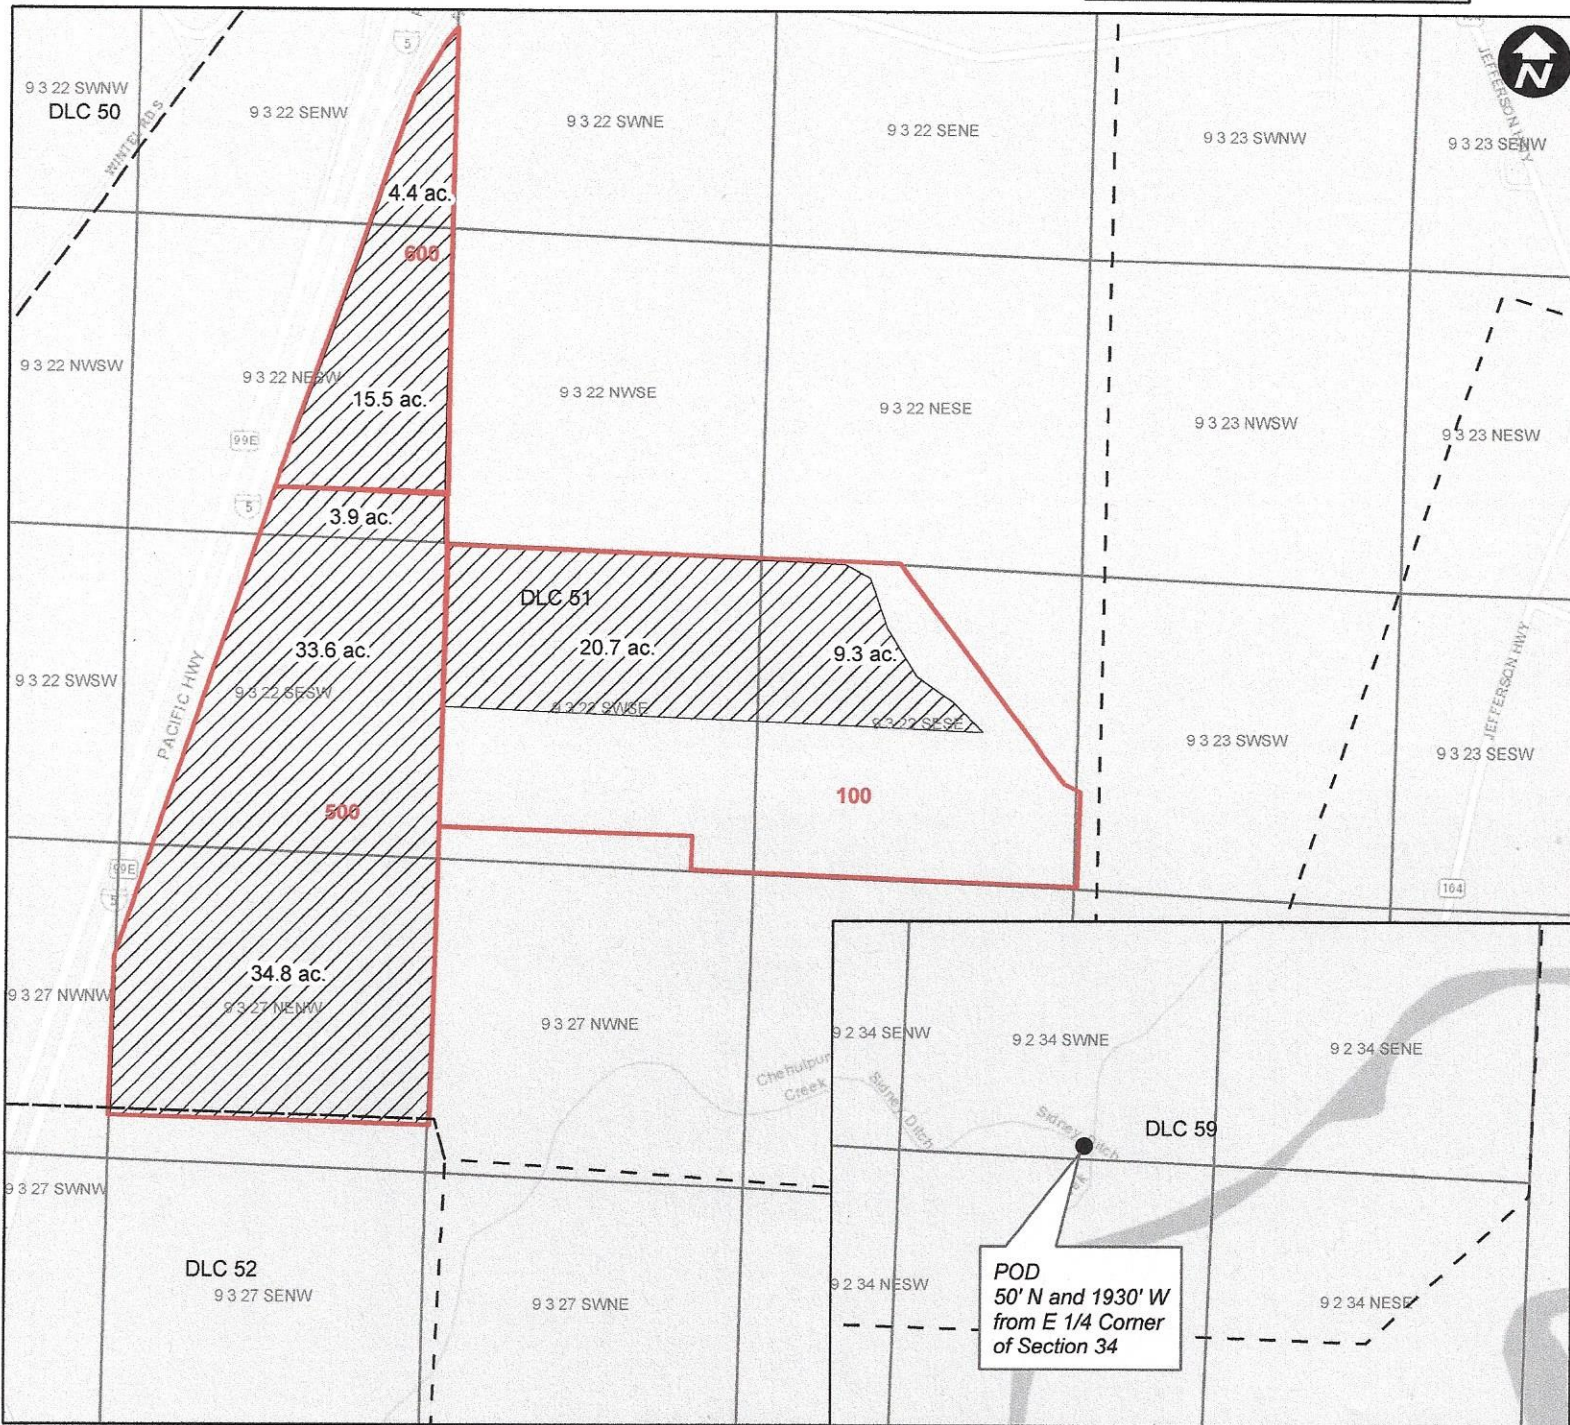 N
5
9 3 22 SWNW
DLC 50
WINTEL RD S
9 3 22 SENW
9 3 22 SWNE
9 3 22 SENE
9 3 23 SWNW
9 3 23 SENW
JEFFERSON HWY
4.4 ac.
600
9 3 22 NWSW
9 3 22 NESW
15.5 ac.
9 3 22 NWSE
9 3 22 NESE
9 3 23 NWSW
9 3 23 NESW
99E
5
3.9 ac.
DLC 51
33.6 ac.
20.7 ac.
9.3 ac.
9 3 22 SWSW
PACIFIC HWY
9 3 22 SESW
9 3 22 SWSE
9 3 22 SESE
9 3 23 SWSW
9 3 23 SESW
JEFFERSON HWY
500
100
99E
5
164
34.8 ac.
9 3 27 NWNW
9 3 27 NENW
9 3 27 NWNE
Chehulpum
Creek
9 3 27 SWNW
DLC 52
9 3 27 SENW
9 3 27 SWNE
9 2 34 SENW
9 2 34 SWNE
9 2 34 SENE
Sidney Ditch
Sidney Ditch
DLC 59
9 2 34 NESW
9 2 34 NESE
POD
50' N and 1930' W
from E 1/4 Corner
of Section 34